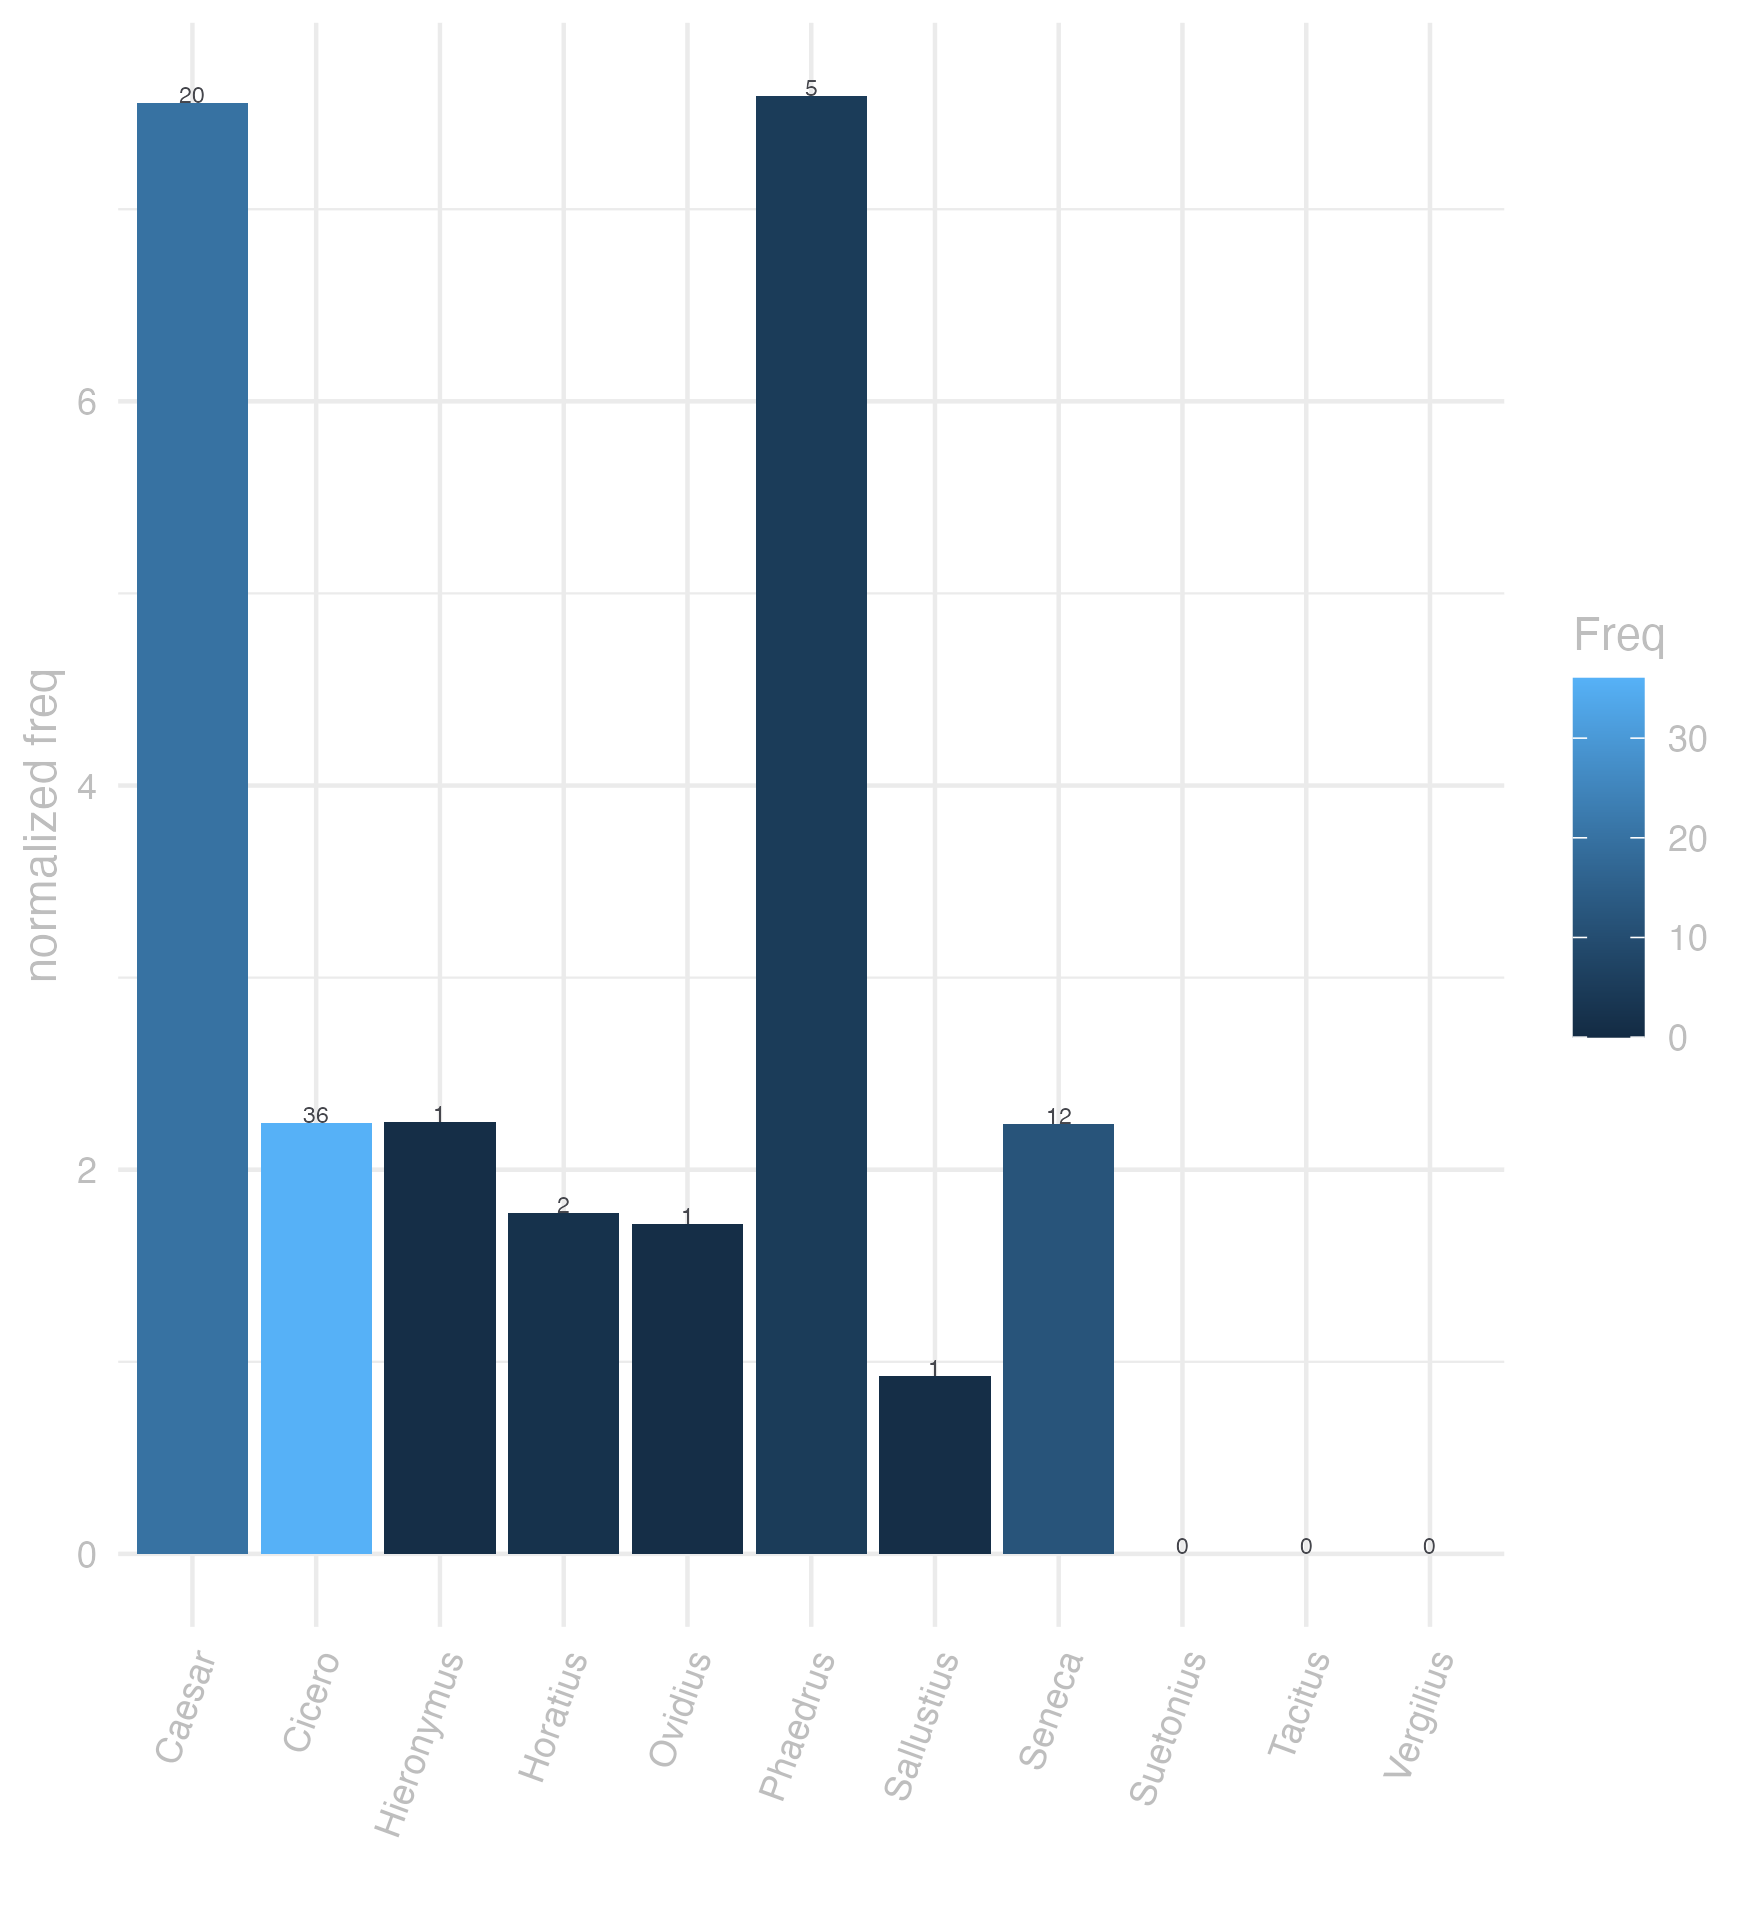 20
5
36
1
2
1
1
12
0
0
0
normalized freq
6
4
2
0
Caesar
Cicero
Hieronymus
Horatius
Ovidius
Phaedrus
Sallustius
Seneca
Suetonius
Tacitus
Vergilius
Freq
30
20
10
0